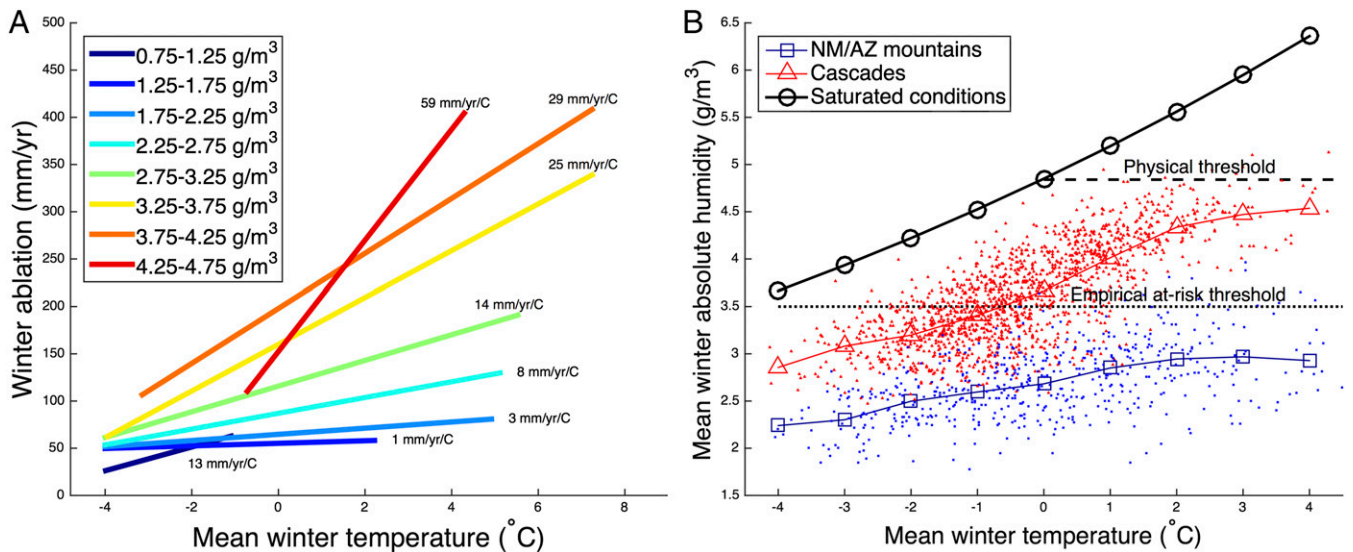 A
Winter ablation (mm/yr)
500
450
400
350
300
250
200
150
100
50
0
0.75-1.25 g/m³
1.25-1.75 g/m³
1.75-2.25 g/m³
2.25-2.75 g/m³
2.75-3.25 g/m³
3.25-3.75 g/m³
3.75-4.25 g/m³
4.25-4.75 g/m³
59 mm/yr/C
29 mm/yr/C
25 mm/yr/C
14 mm/yr/C
8 mm/yr/C
3 mm/yr/C
1 mm/yr/C
13 mm/yr/C
-4 -2 0 2 4 6 8
Mean winter temperature (°C)
B
Mean winter absolute humidity (g/m³)
6.5
6
5.5
5
4.5
4
3.5
3
2.5
2
1.5
NM/AZ mountains
Cascades
Saturated conditions
Physical threshold
Empirical at-risk threshold
-4 -3 -2 -1 0 1 2 3 4
Mean winter temperature (°C)